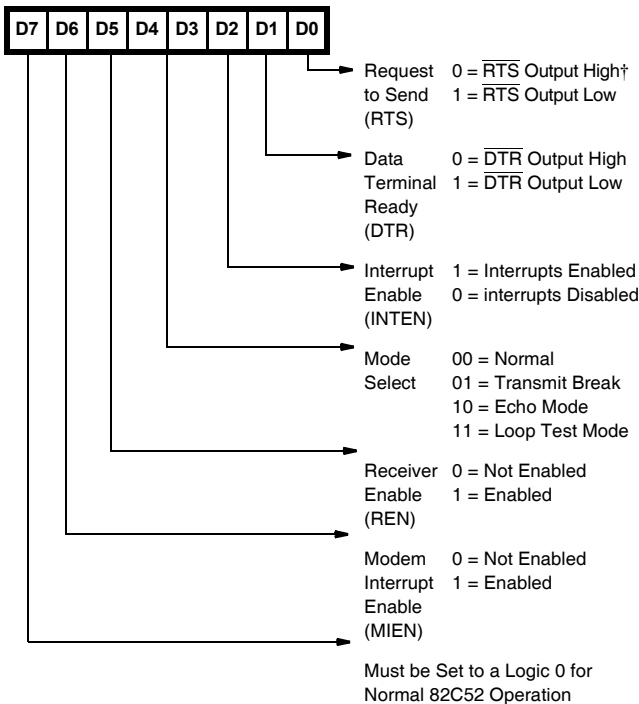 D7 D6 D5 D4 D3 D2 D1 D0
Request 0 = R̅T̅S̅ Output High†
to Send 1 = R̅T̅S̅ Output Low
(RTS)
Data 0 = D̅T̅R̅ Output High
Terminal 1 = D̅T̅R̅ Output Low
Ready
(DTR)
Interrupt 1 = Interrupts Enabled
Enable 0 = interrupts Disabled
(INTEN)
Mode 00 = Normal
Select 01 = Transmit Break
10 = Echo Mode
11 = Loop Test Mode
Receiver 0 = Not Enabled
Enable 1 = Enabled
(REN)
Modem 0 = Not Enabled
Interrupt 1 = Enabled
Enable
(MIEN)
Must be Set to a Logic 0 for
Normal 82C52 Operation